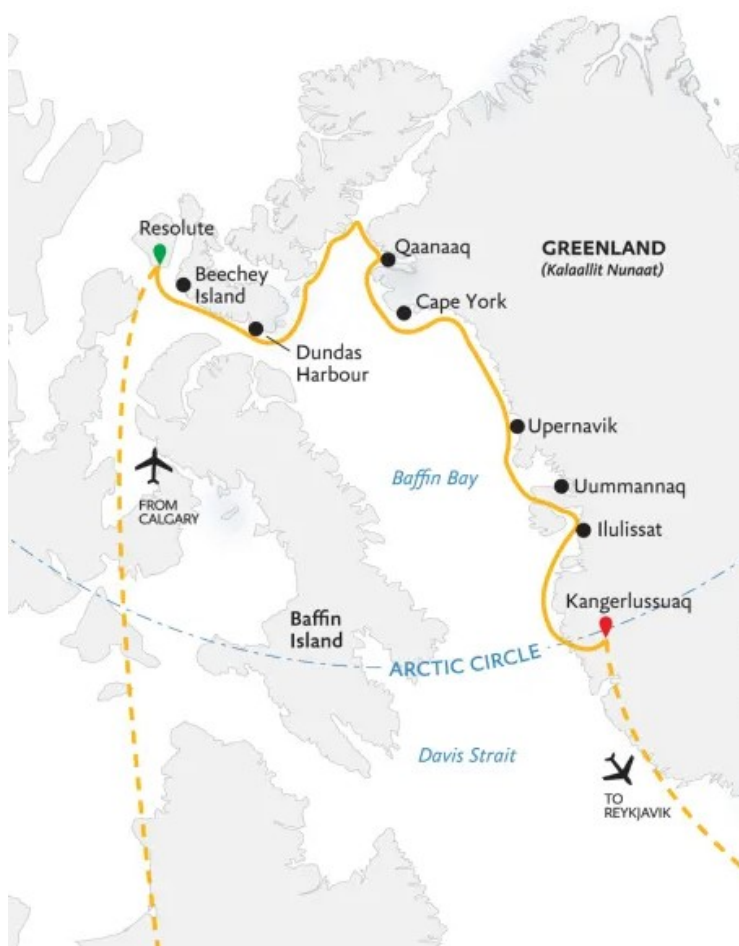 Resolute
Beechey
Island
Dundas
Harbour
Qaanaaq
GREENLAND
(Kalaallit Nunaat)
Cape York
Upernavik
Baffin Bay
Uummannaq
FROM
CALGARY
Ilulissat
Kangerlussuaq
Baffin
Island
ARCTIC CIRCLE
Davis Strait
TO
REYKJAVIK